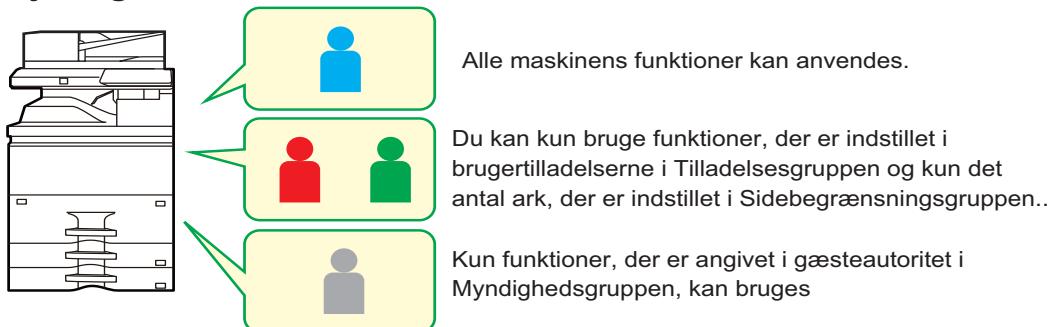 Alle maskinens funktioner kan anvendes.
Du kan kun bruge funktioner, der er indstillet i
brugertilladelserne i Tilladelsesgruppen og kun det
antal ark, der er indstillet i Sidebegrænsningsgruppen..
Kun funktioner, der er angivet i gæsteautoritet i
Myndighedsgruppen, kan bruges